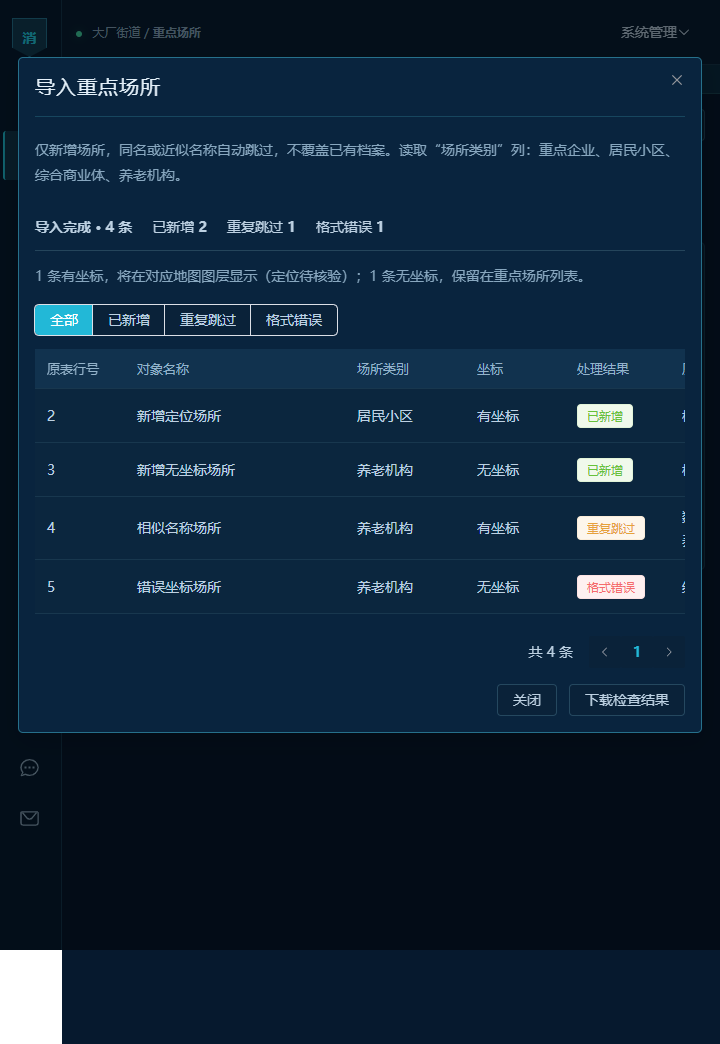 消
大厂街道 / 重点场所
系统管理
导入重点场所
仅新增场所，同名或近似名称自动跳过，不覆盖已有档案。读取“场所类别”列：重点企业、居民小区、
综合商业体、养老机构。
导入完成 • 4 条 已新增 2 重复跳过 1 格式错误 1
1 条有坐标，将在对应地图图层显示（定位待核验）；1 条无坐标，保留在重点场所列表。
全部 已新增 重复跳过 格式错误
原表行号 对象名称 场所类别 坐标 处理结果
2 新增定位场所 居民小区 有坐标 已新增
3 新增无坐标场所 养老机构 无坐标 已新增
4 相似名称场所 养老机构 有坐标 重复跳过
5 错误坐标场所 养老机构 无坐标 格式错误
共 4 条 1
关闭 下载检查结果